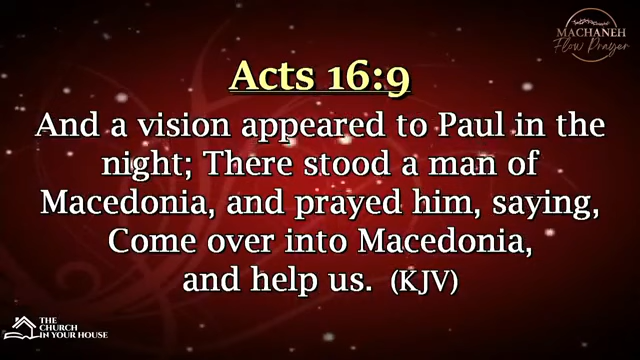 MACHANEH
Flow Prayer
Acts 16:9
And a vision appeared to Paul in the
night; There stood a man of
Macedonia, and prayed him, saying,
Come over into Macedonia,
and help us. (KJV)
THE
CHURCH
IN YOUR HOUSE